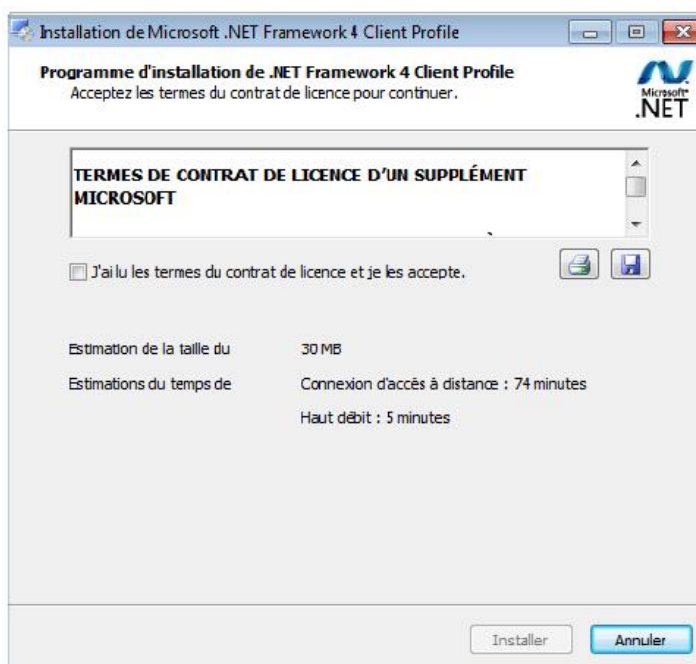 Installation de Microsoft .NET Framework 4 Client Profile
Programme d'installation de .NET Framework 4 Client Profile
Acceptez les termes du contrat de licence pour continuer.
Microsoft
.NET
TERMES DE CONTRAT DE LICENCE D’UN SUPPLÉMENT
MICROSOFT
J'ai lu les termes du contrat de licence et je les accepte.
Estimation de la taille du 30 MB
Estimations du temps de Connexion d'accès à distance : 74 minutes
Haut débit : 5 minutes
Installer Annuler